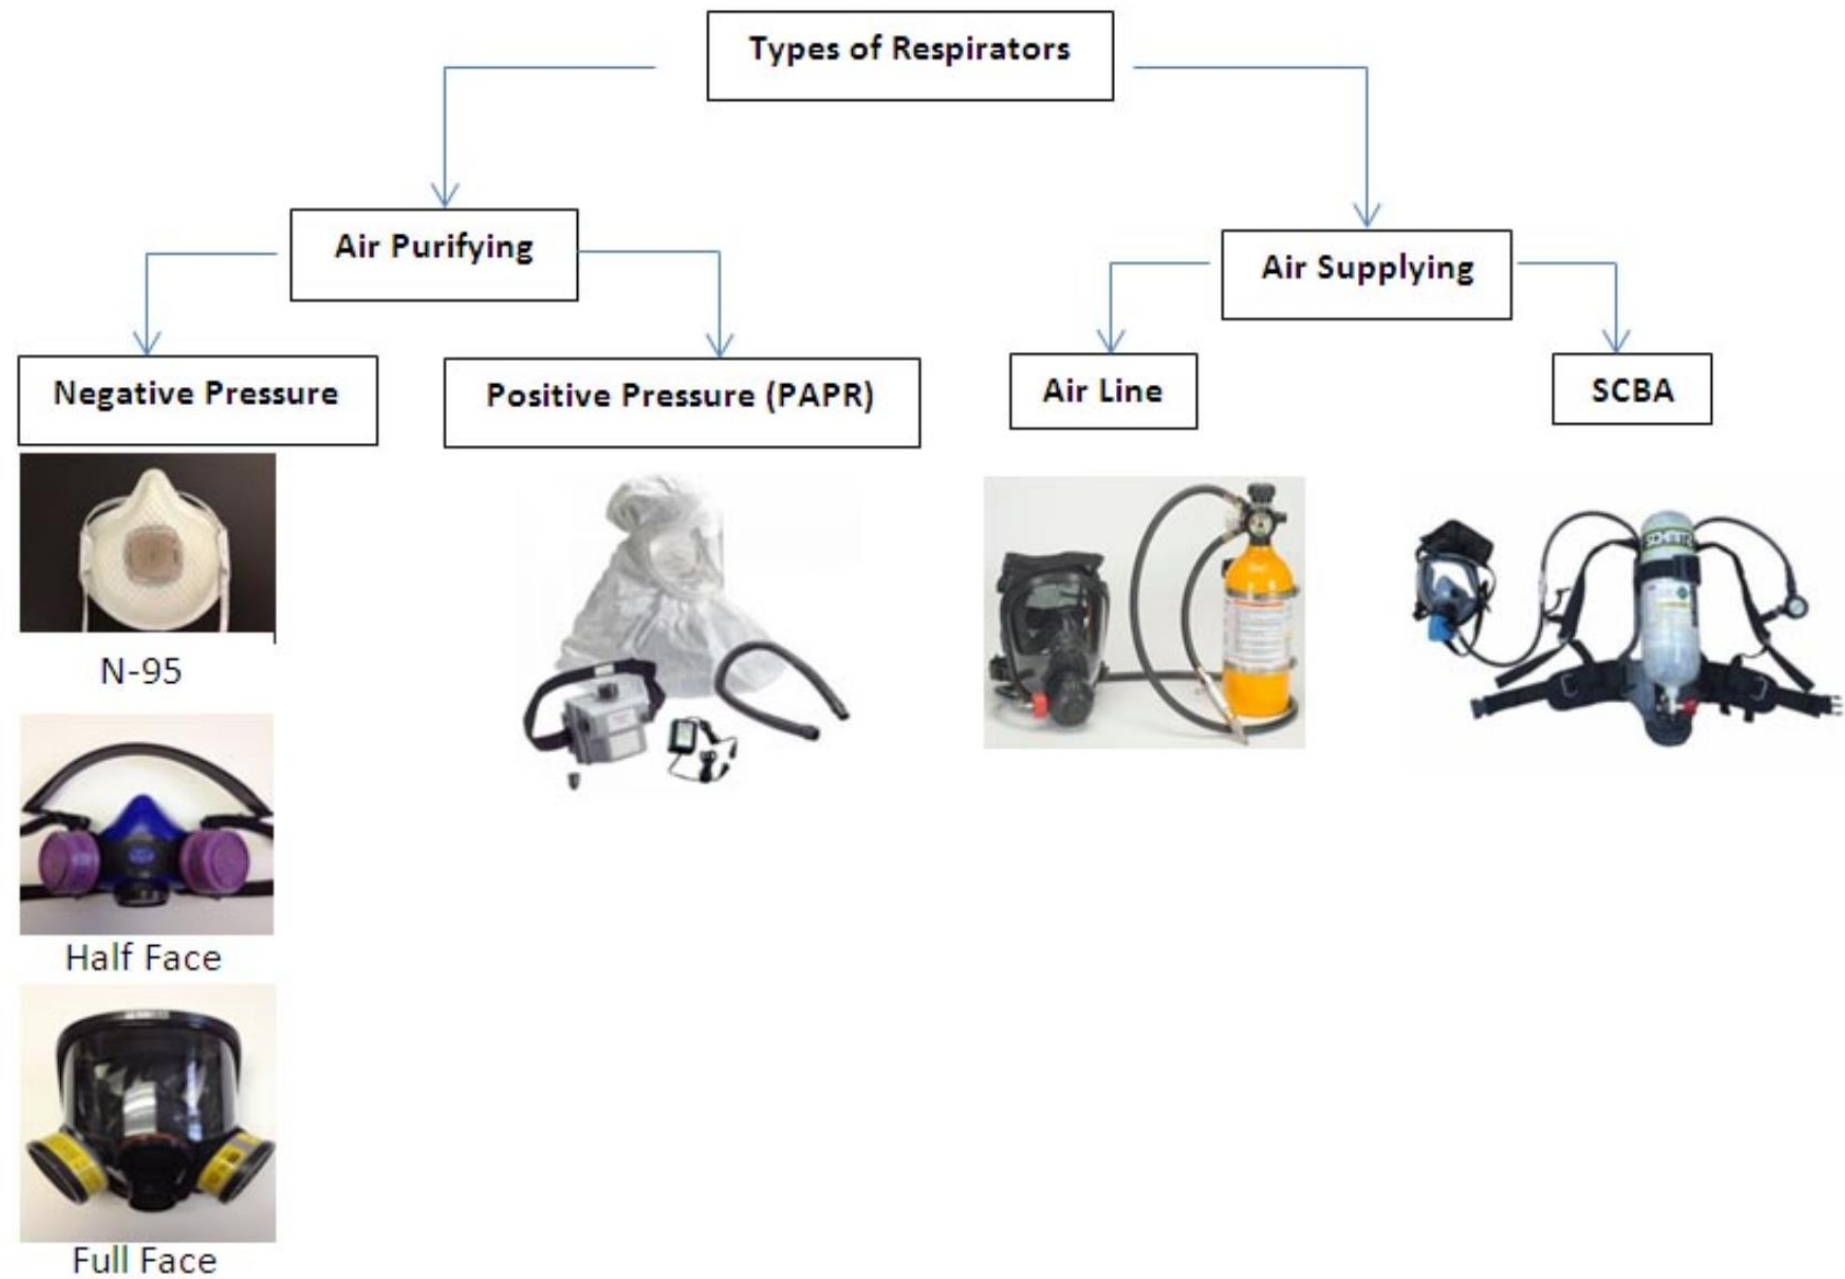 Types of Respirators
Air Purifying
Air Supplying
Negative Pressure
Positive Pressure (PAPR)
Air Line
SCBA
N-95
Half Face
Full Face